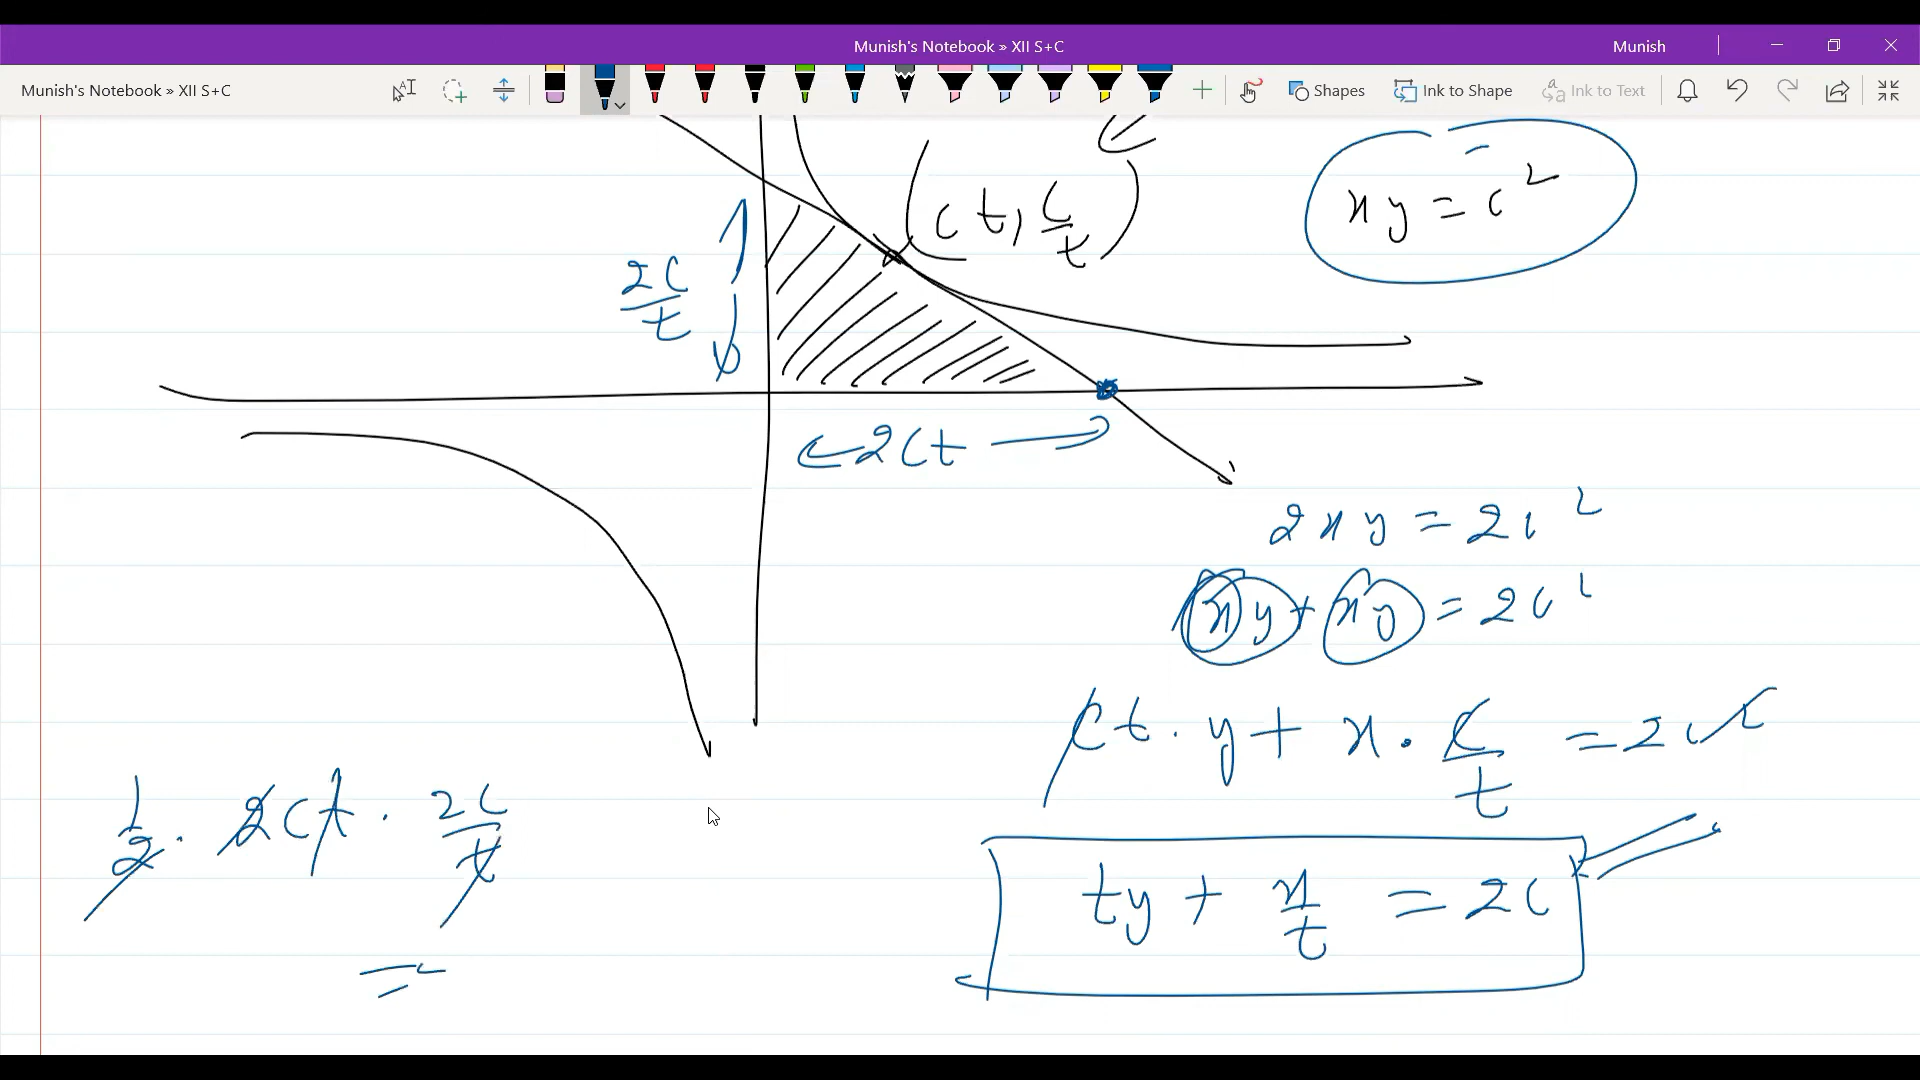 Munish's Notebook » XII S+C
Munish
Munish's Notebook » XII S+C
Shapes
Ink to Shape
Ink to Text
xy = c²
(ct, c/t)
2c/t
2ct
2xy = 2c²
xy + xy = 2c²
ct . y + x . c/t = 2c²
1/2 . 2ct . 2c/t
ty + x/t = 2c
=